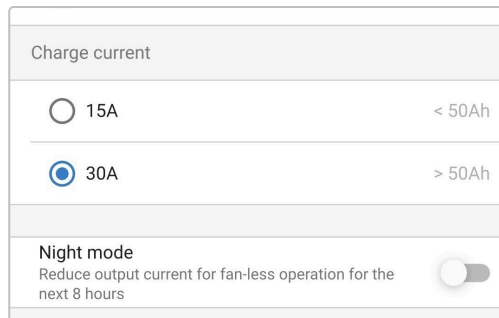 Charge current
15A < 50Ah
30A > 50Ah
Night mode
Reduce output current for fan-less operation for the
next 8 hours